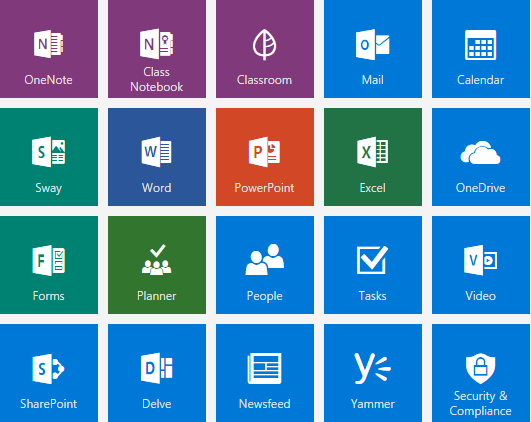 OneNote
Class
Notebook
Classroom
Mail
Calendar
Sway
Word
PowerPoint
Excel
OneDrive
Forms
Planner
People
Tasks
Video
SharePoint
Delve
Newsfeed
Yammer
Security &
Compliance